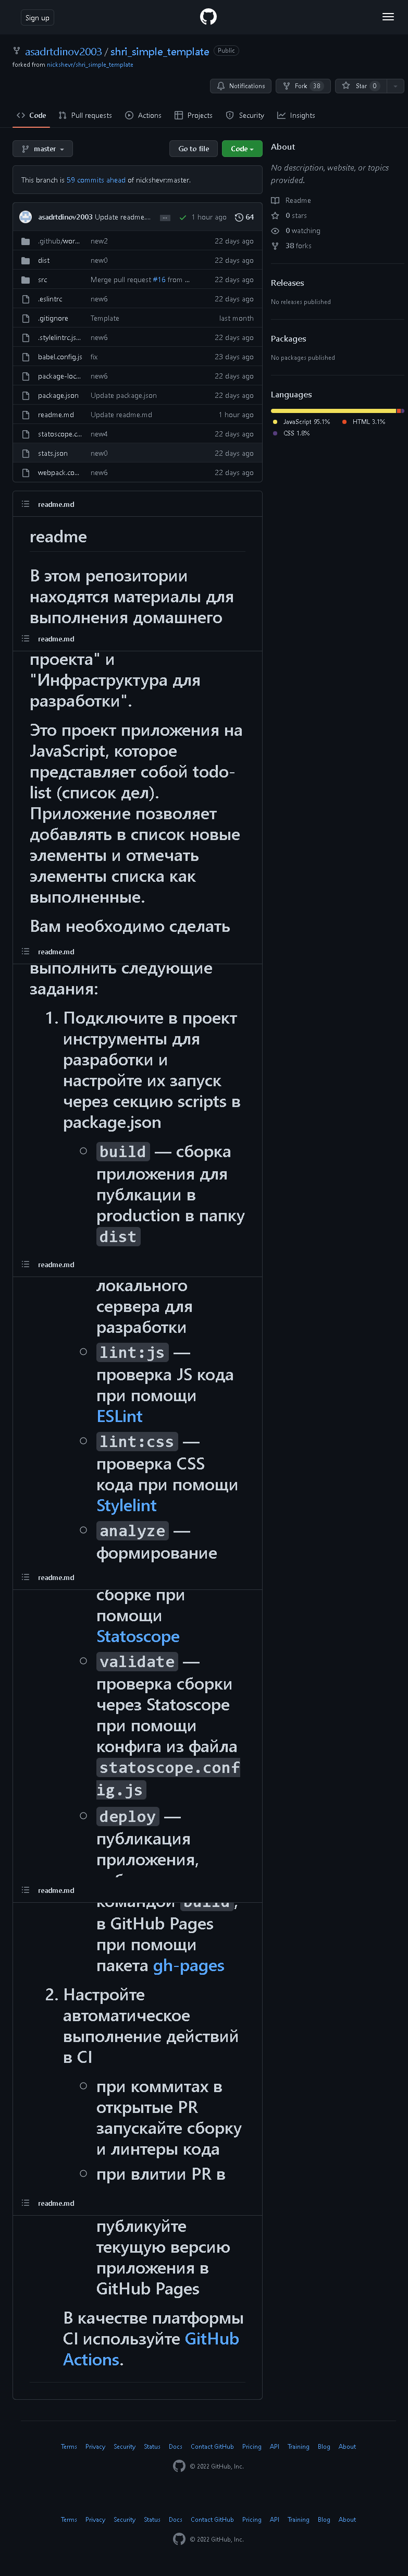 Sign up
asadrtdinov2003 / shri_simple_template Public
forked from nickshevr/shri_simple_template
Notifications Fork 38 Star 0
Code Pull requests Actions Projects Security Insights
master Go to file Code
This branch is 59 commits ahead of nickshevr:master.
asadrtdinov2003 Update readme.... ... 1 hour ago 64
.github/wor... new2 22 days ago
dist new0 22 days ago
src Merge pull request #16 from ... 22 days ago
.eslintrc new6 22 days ago
.gitignore Template last month
.stylelintrc.js... new6 22 days ago
babel.config.js fix 23 days ago
package-loc... new6 22 days ago
package.json Update package.json 22 days ago
readme.md Update readme.md 1 hour ago
statoscope.c... new4 22 days ago
stats.json new0 22 days ago
webpack.co... new6 22 days ago
About
No description, website, or topics
provided.
Readme
0 stars
0 watching
38 forks
Releases
No releases published
Packages
No packages published
Languages
JavaScript 95.1% HTML 3.1%
CSS 1.8%
readme.md
readme
В этом репозитории
находятся материалы для
выполнения домашнего
readme.md
проекта" и
"Инфраструктура для
разработки".
Это проект приложения на
JavaScript, которое
представляет собой todo-
list (список дел).
Приложение позволяет
добавлять в список новые
элементы и отмечать
элементы списка как
выполненные.
Вам необходимо сделать
readme.md
выполнить следующие
задания:
1. Подключите в проект
инструменты для
разработки и
настройте их запуск
через секцию scripts в
package.json
build — сборка
приложения для
публкации в
production в папку
dist
readme.md
локального
сервера для
разработки
lint:js —
проверка JS кода
при помощи
ESLint
lint:css —
проверка CSS
кода при помощи
Stylelint
analyze —
формирование
readme.md
сборке при
помощи
Statoscope
validate —
проверка сборки
через Statoscope
при помощи
конфига из файла
statoscope.conf
ig.js
deploy —
публикация
приложения,
readme.md
командой build,
в GitHub Pages
при помощи
пакета gh-pages
2. Настройте
автоматическое
выполнение действий
в CI
при коммитах в
открытые PR
запускайте сборку
и линтеры кода
при влитии PR в
readme.md
публикуйте
текущую версию
приложения в
GitHub Pages
В качестве платформы
CI используйте GitHub
Actions.
Terms Privacy Security Status Docs Contact GitHub Pricing API Training Blog About
© 2022 GitHub, Inc.
Terms Privacy Security Status Docs Contact GitHub Pricing API Training Blog About
© 2022 GitHub, Inc.